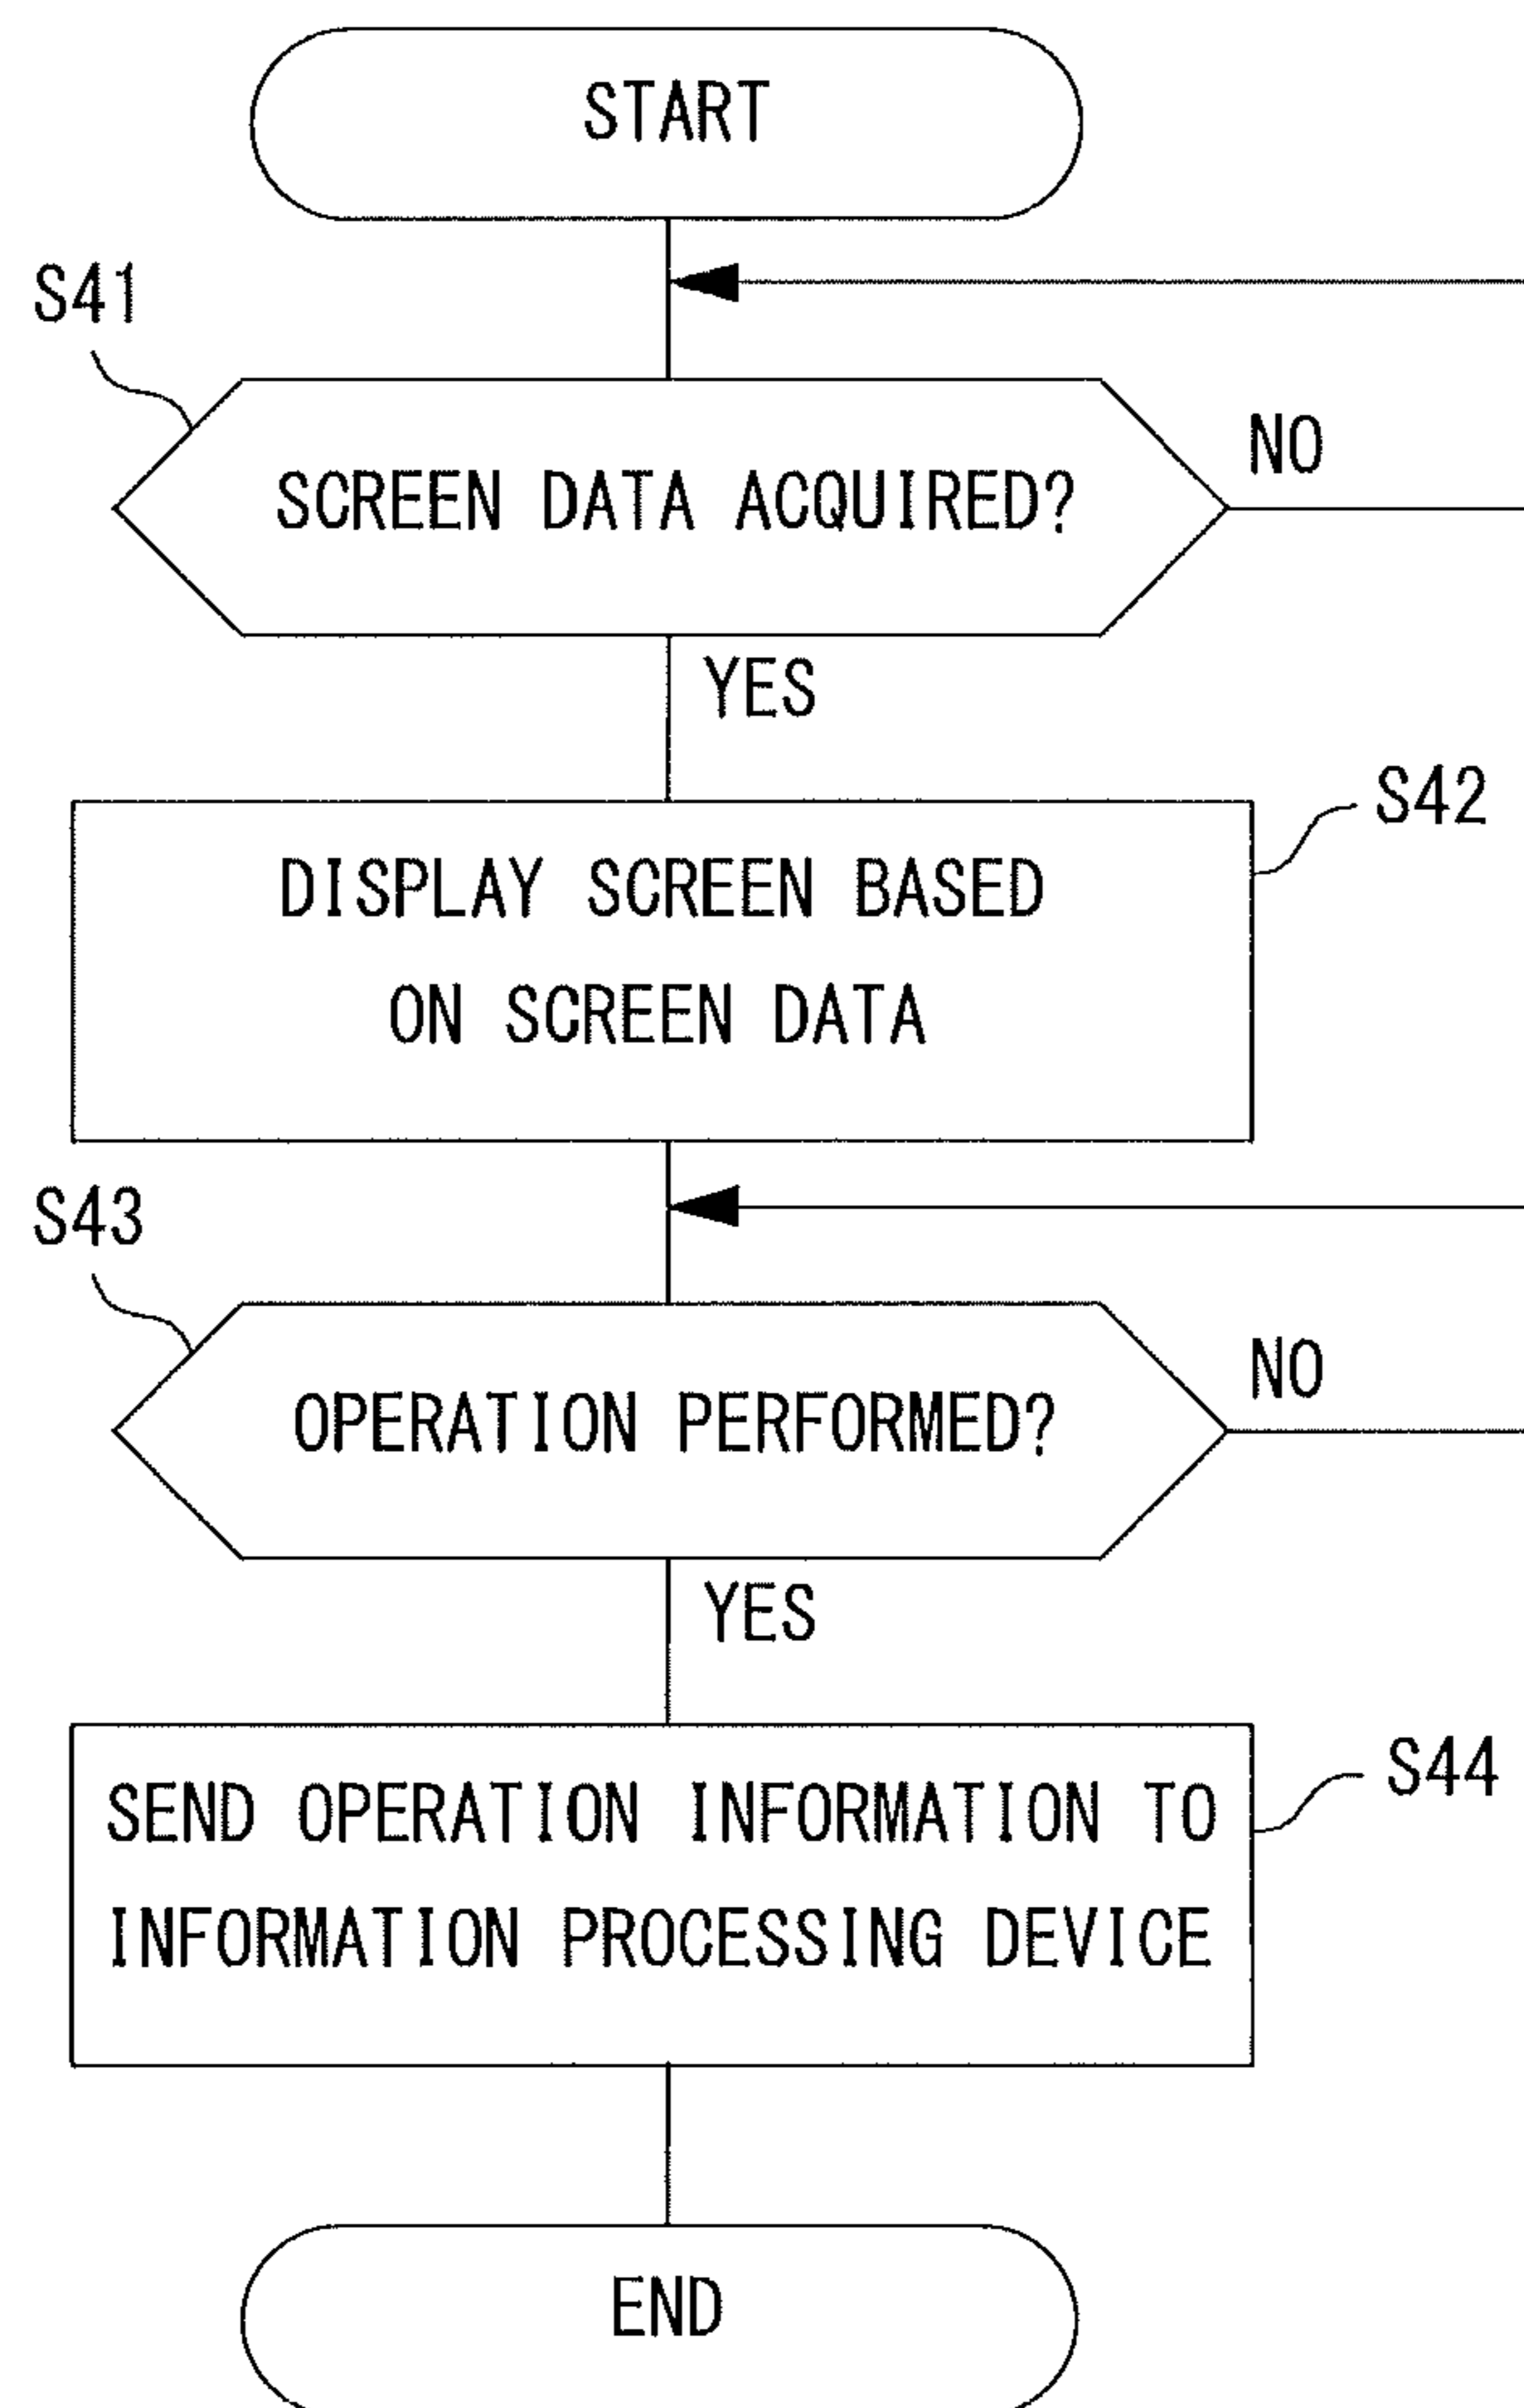 START
S41
SCREEN DATA ACQUIRED?
NO
YES
S42
DISPLAY SCREEN BASED
ON SCREEN DATA
S43
OPERATION PERFORMED?
NO
YES
S44
SEND OPERATION INFORMATION TO
INFORMATION PROCESSING DEVICE
END